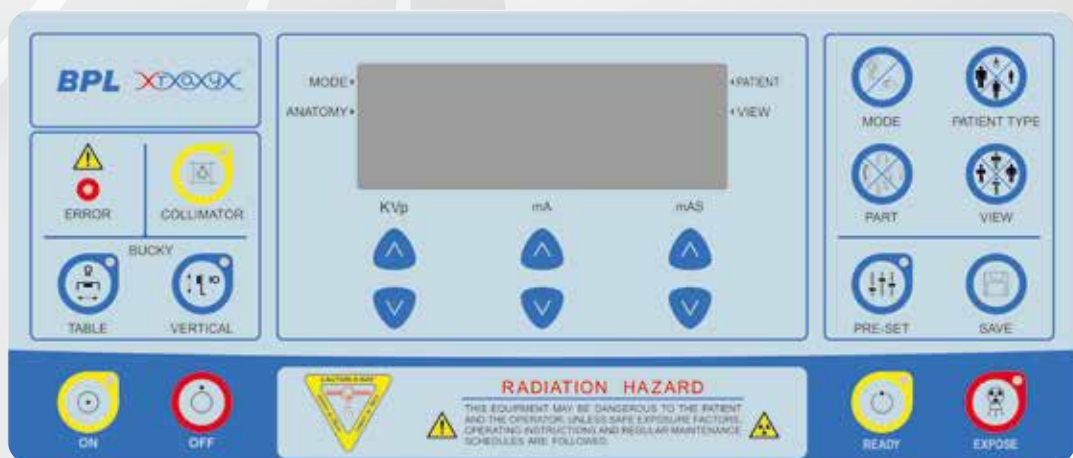 BPL Xray
MODE
ANATOMY
PATIENT
VIEW
KVp
mA
mAS
ERROR
COLLIMATOR
BUCKY
TABLE
VERTICAL
MODE
PATIENT TYPE
PART
VIEW
PRE-SET
SAVE
ON
OFF
RADIATION HAZARD
THIS EQUIPMENT MAY BE DANGEROUS TO THE PATIENT
AND THE OPERATOR, UNLESS SAFE EXPOSURE FACTORS,
OPERATING INSTRUCTIONS AND REGULAR MAINTENANCE
SCHEDULES ARE FOLLOWED.
READY
EXPOSE